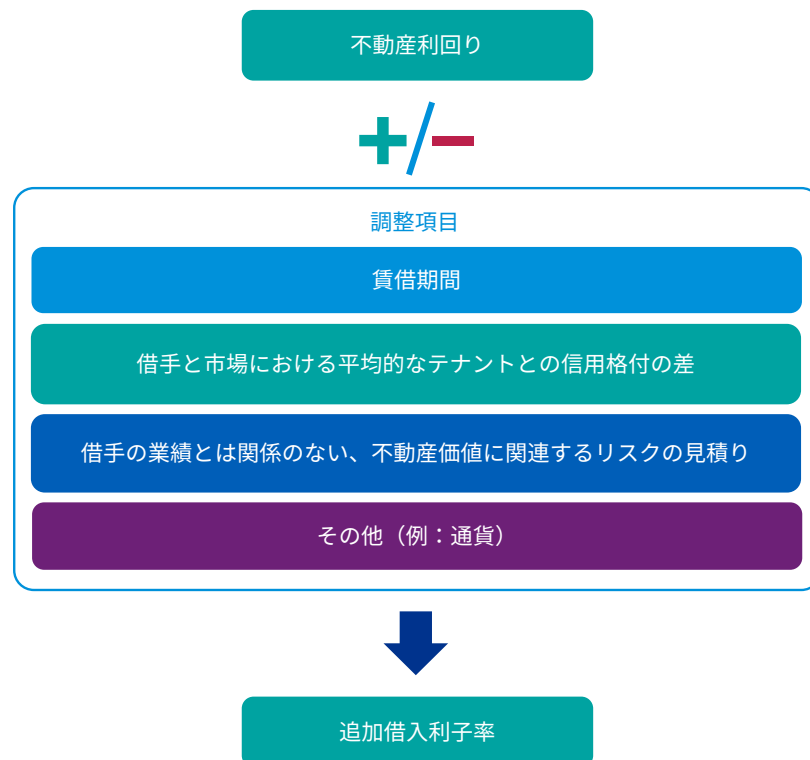 不動産利回り
+/−
調整項目
賃借期間
借手と市場における平均的なテナントとの信用格付の差
借手の業績とは関係のない、不動産価値に関連するリスクの見積り
その他（例：通貨）
追加借入利子率